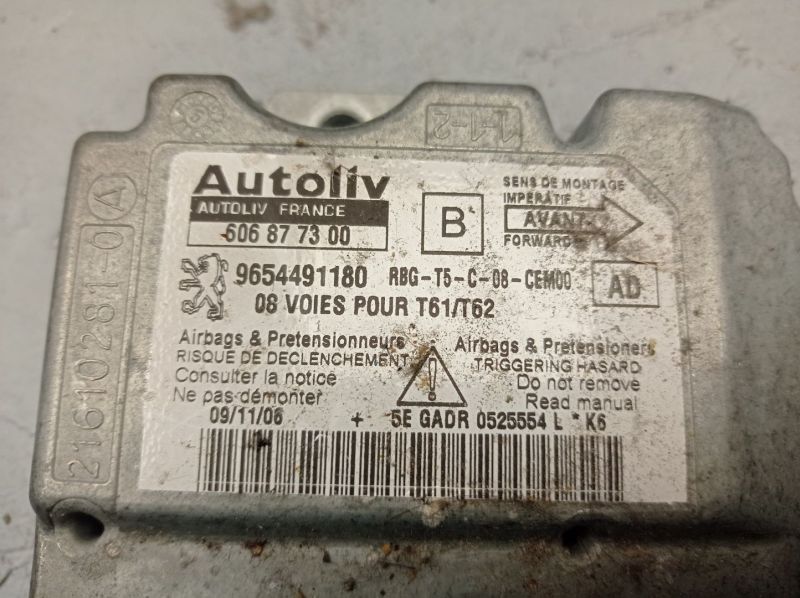 1-1-2
Autoliv
AUTOLIV FRANCE
606 87 73 00
B
SENS DE MONTAGE
IMPERATIF
AVANT
FORWARD
9654491180 RBG-T5-C-08-CEM00
AD
08 VOIES POUR T61/T62
Airbags & Pretensionneurs
RISQUE DE DECLENCHEMENT
Consulter la notice
Ne pas démonter
!
Airbags & Pretensioners
TRIGGERING HASARD
Do not remove
Read manual
09/11/06 + 5E GADR 0525554 L * K6
21610281-0 A